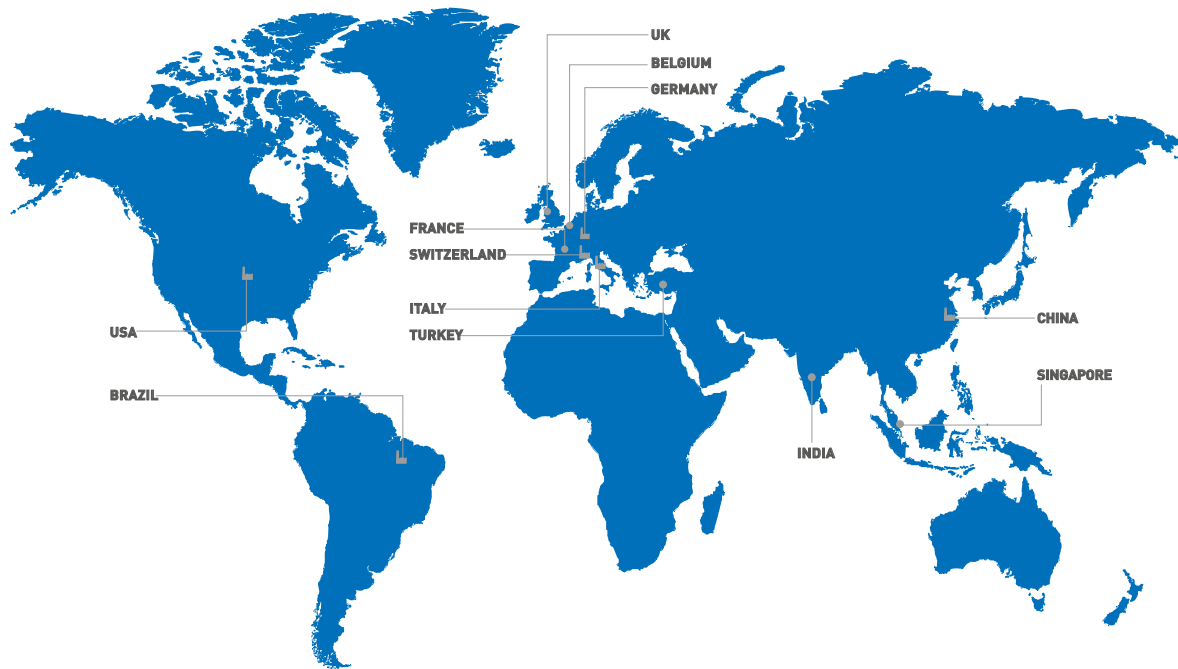 UK
BELGIUM
GERMANY
FRANCE
SWITZERLAND
ITALY
TURKEY
USA
BRAZIL
CHINA
SINGAPORE
INDIA